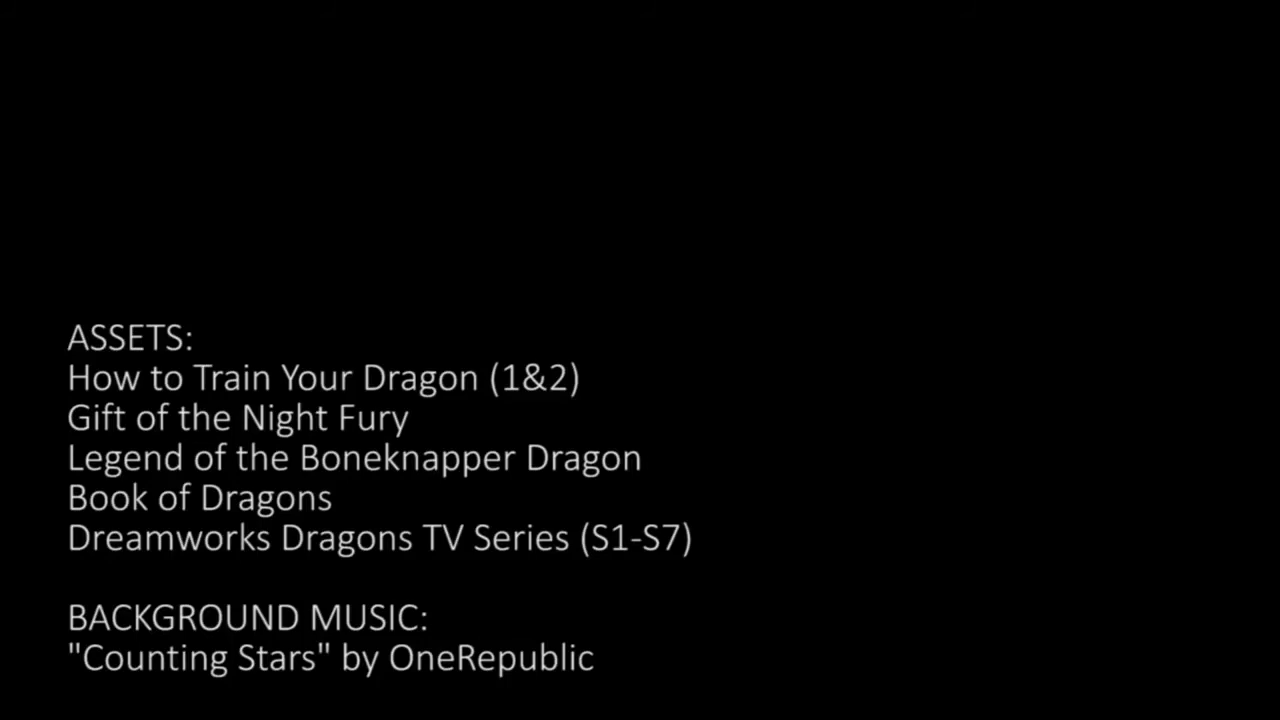 ASSETS:
How to Train Your Dragon (1&2)
Gift of the Night Fury
Legend of the Boneknapper Dragon
Book of Dragons
Dreamworks Dragons TV Series (S1-S7)
BACKGROUND MUSIC:
"Counting Stars" by OneRepublic